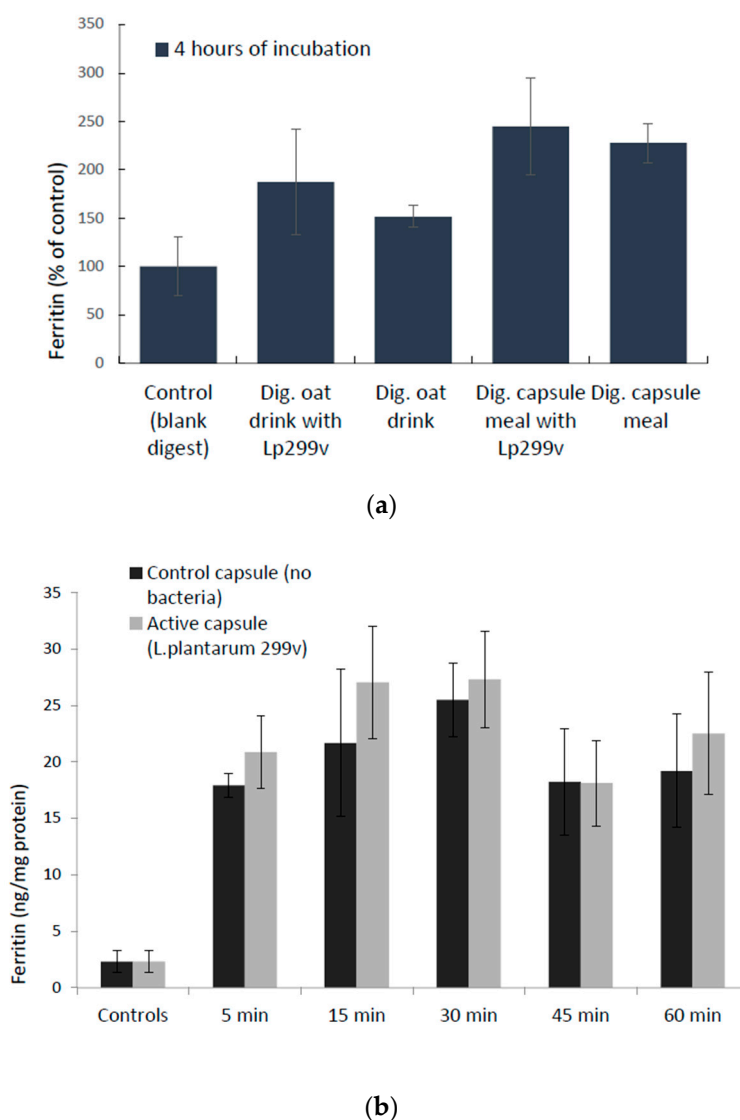 350
300
250
200
150
100
50
0
Ferritin (% of control)
4 hours of incubation
Control (blank digest)
Dig. oat drink with Lp299v
Dig. oat drink
Dig. capsule meal with Lp299v
Dig. capsule meal
(a)
Control capsule (no
bacteria)
Active capsule
(L.plantarum 299v)
35
30
25
20
15
10
5
0
Ferritin (ng/mg protein)
Controls 5 min 15 min 30 min 45 min 60 min
(b)